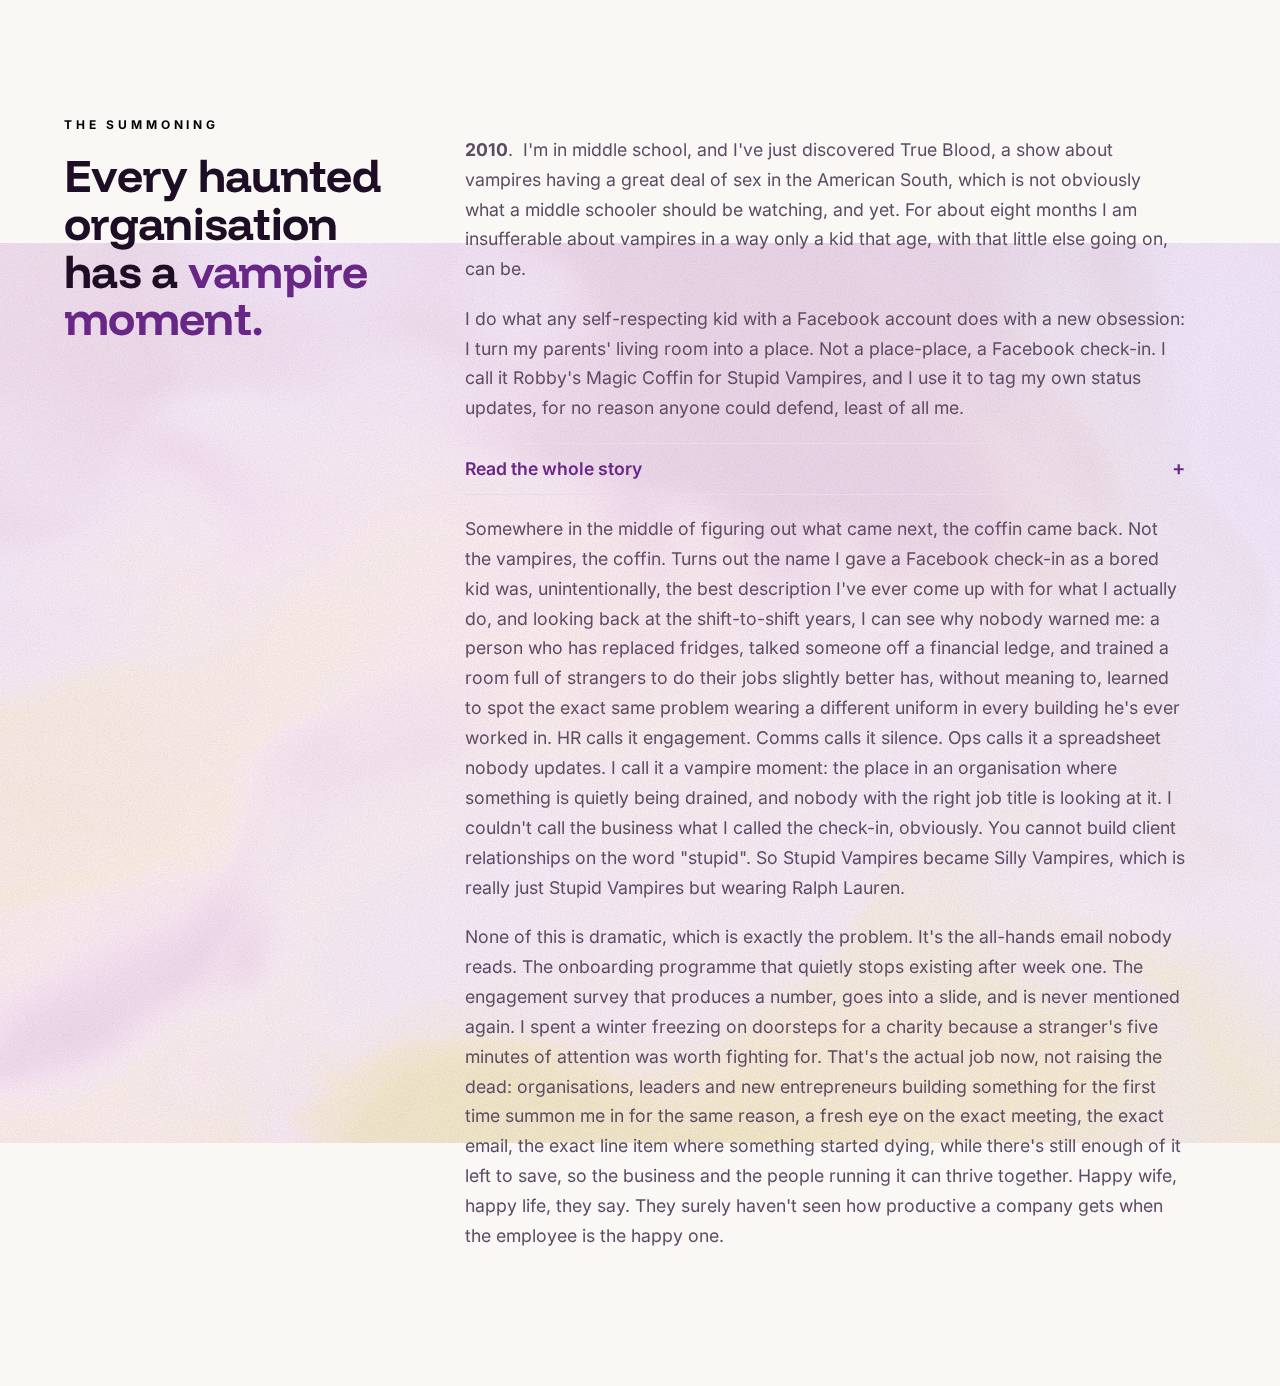 THE SUMMONING
Every haunted
organisation
has a vampire
moment.
2010.  I'm in middle school, and I've just discovered True Blood, a show about
vampires having a great deal of sex in the American South, which is not obviously
what a middle schooler should be watching, and yet. For about eight months I am
insufferable about vampires in a way only a kid that age, with that little else going on,
can be.
I do what any self-respecting kid with a Facebook account does with a new obsession:
I turn my parents' living room into a place. Not a place-place, a Facebook check-in. I
call it Robby's Magic Coffin for Stupid Vampires, and I use it to tag my own status
updates, for no reason anyone could defend, least of all me.
Read the whole story +
Somewhere in the middle of figuring out what came next, the coffin came back. Not
the vampires, the coffin. Turns out the name I gave a Facebook check-in as a bored
kid was, unintentionally, the best description I've ever come up with for what I actually
do, and looking back at the shift-to-shift years, I can see why nobody warned me: a
person who has replaced fridges, talked someone off a financial ledge, and trained a
room full of strangers to do their jobs slightly better has, without meaning to, learned
to spot the exact same problem wearing a different uniform in every building he's ever
worked in. HR calls it engagement. Comms calls it silence. Ops calls it a spreadsheet
nobody updates. I call it a vampire moment: the place in an organisation where
something is quietly being drained, and nobody with the right job title is looking at it. I
couldn't call the business what I called the check-in, obviously. You cannot build client
relationships on the word "stupid". So Stupid Vampires became Silly Vampires, which is
really just Stupid Vampires but wearing Ralph Lauren.
None of this is dramatic, which is exactly the problem. It's the all-hands email nobody
reads. The onboarding programme that quietly stops existing after week one. The
engagement survey that produces a number, goes into a slide, and is never mentioned
again. I spent a winter freezing on doorsteps for a charity because a stranger's five
minutes of attention was worth fighting for. That's the actual job now, not raising the
dead: organisations, leaders and new entrepreneurs building something for the first
time summon me in for the same reason, a fresh eye on the exact meeting, the exact
email, the exact line item where something started dying, while there's still enough of it
left to save, so the business and the people running it can thrive together. Happy wife,
happy life, they say. They surely haven't seen how productive a company gets when
the employee is the happy one.